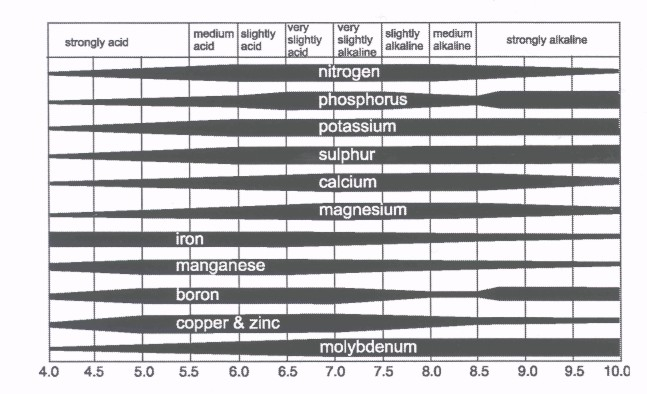 strongly acid
medium
acid
slightly
acid
very
slightly
acid
very
slightly
alkaline
slightly
alkaline
medium
alkaline
strongly alkaline
nitrogen
phosphorus
potassium
sulphur
calcium
magnesium
iron
manganese
boron
copper & zinc
molybdenum
4.0 4.5 5.0 5.5 6.0 6.5 7.0 7.5 8.0 8.5 9.0 9.5 10.0